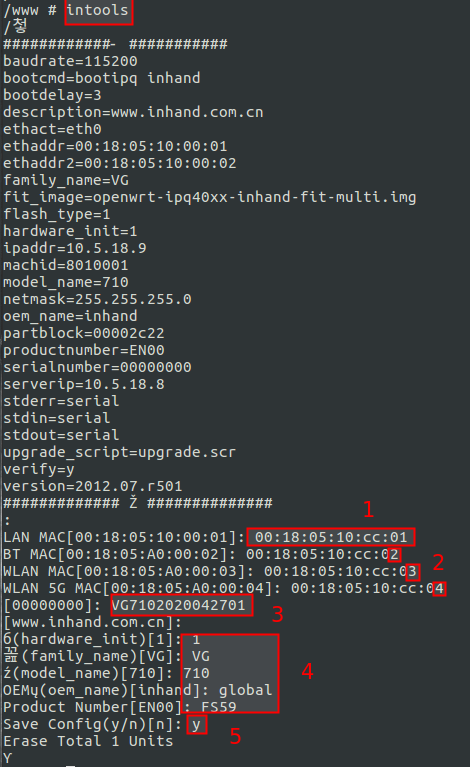 /www # intools
/청
############- ###########
baudrate=115200
bootcmd=bootipq inhand
bootdelay=3
description=www.inhand.com.cn
ethact=eth0
ethaddr=00:18:05:10:00:01
ethaddr2=00:18:05:10:00:02
family_name=VG
fit_image=openwrt-ipq40xx-inhand-fit-multi.img
flash_type=1
hardware_init=1
ipaddr=10.5.18.9
machid=8010001
model_name=710
netmask=255.255.255.0
oem_name=inhand
partblock=00002c22
productnumber=EN00
serialnumber=00000000
serverip=10.5.18.8
stderr=serial
stdin=serial
stdout=serial
upgrade_script=upgrade.scr
verify=y
version=2012.07.r501
############# Ž ##############
:
1
LAN MAC[00:18:05:10:00:01]: 00:18:05:10:cc:01
BT MAC[00:18:05:A0:00:02]: 00:18:05:10:cc:02
WLAN MAC[00:18:05:A0:00:03]: 00:18:05:10:cc:03
2
WLAN 5G MAC[00:18:05:A0:00:04]: 00:18:05:10:cc:04
[00000000]: VG7102020042701
3
[www.inhand.com.cn]:
(hardware_init)[1]: 1
(family_name)[VG]: VG
ź(model_name)[710]: 710
4
OEMų(oem_name)[inhand]: global
Product Number[EN00]: FS59
Save Config(y/n)[n]: y
5
Erase Total 1 Units